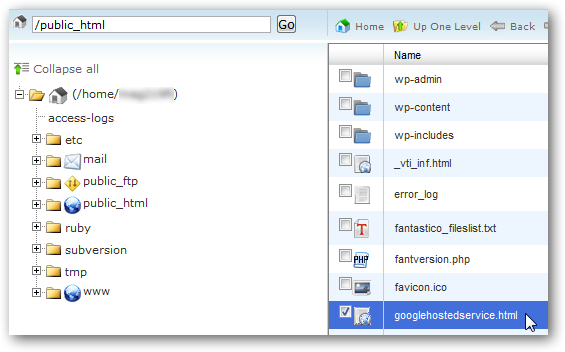 /public_html Go
Home Up One Level Back
Collapse all
(/home/ )
access-logs
etc
mail
public_ftp
public_html
ruby
subversion
tmp
www
Name
wp-admin
wp-content
wp-includes
_vti_inf.html
error_log
fantastico_fileslist.txt
PHP fantversion.php
favicon.ico
googlehostedservice.html